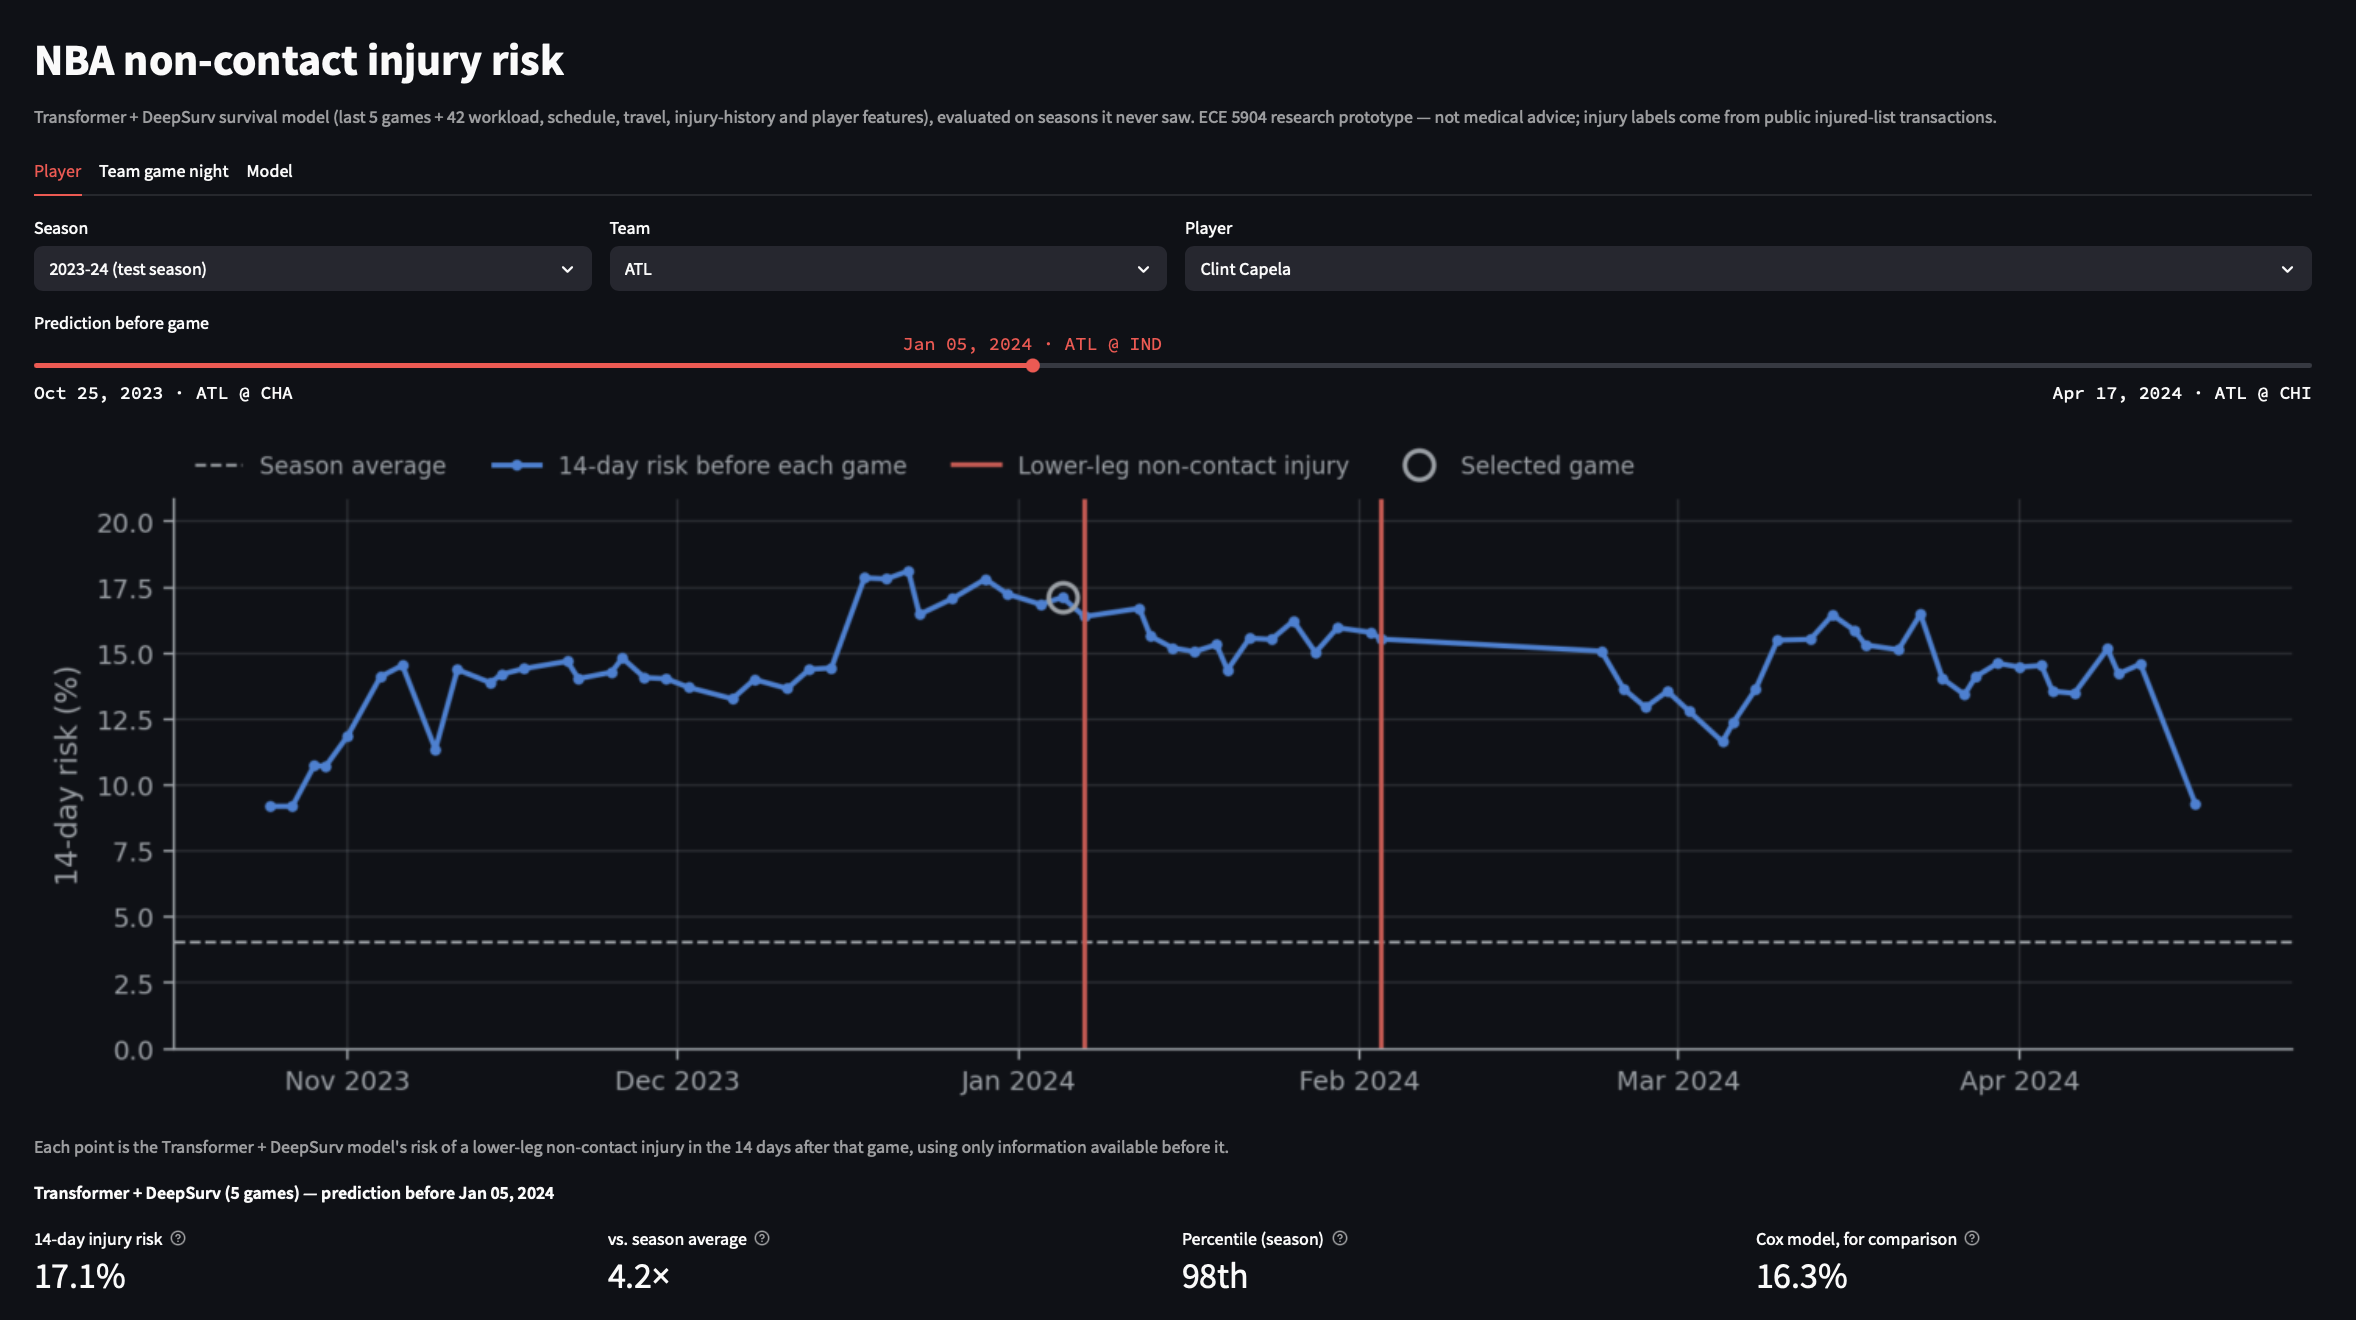 NBA non-contact injury risk
Transformer + DeepSurv survival model (last 5 games + 42 workload, schedule, travel, injury-history and player features), evaluated on seasons it never saw. ECE 5904 research prototype — not medical advice; injury labels come from public injured-list transactions.
Player Team game night Model
Season Team Player
2023-24 (test season) ATL Clint Capela
Prediction before game
Jan 05, 2024 · ATL @ IND
Oct 25, 2023 · ATL @ CHA Apr 17, 2024 · ATL @ CHI
Season average 14-day risk before each game Lower-leg non-contact injury Selected game
14-day risk (%)
20.0
17.5
15.0
12.5
10.0
7.5
5.0
2.5
0.0
Nov 2023 Dec 2023 Jan 2024 Feb 2024 Mar 2024 Apr 2024
Each point is the Transformer + DeepSurv model's risk of a lower-leg non-contact injury in the 14 days after that game, using only information available before it.
Transformer + DeepSurv (5 games) — prediction before Jan 05, 2024
14-day injury risk ? vs. season average ? Percentile (season) ? Cox model, for comparison ?
17.1% 4.2× 98th 16.3%